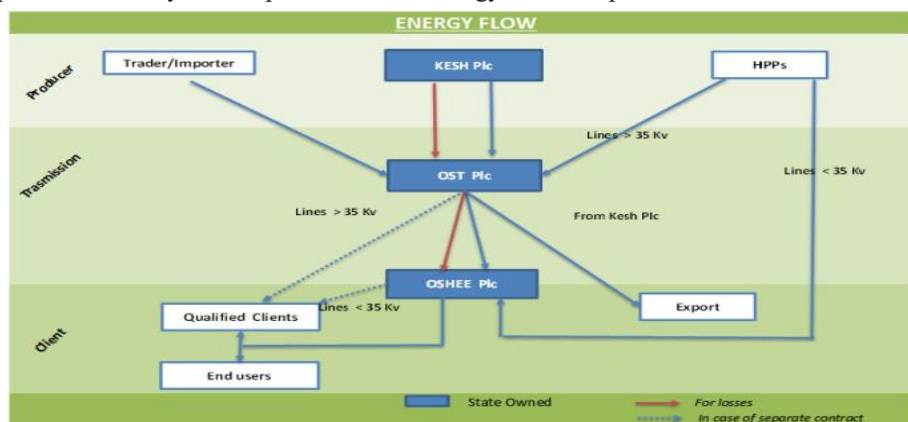 ENERGY FLOW
Producer
Trader/Importer
KESH Plc
HPPs
Lines > 35 Kv
Trasmission
OST Plc
Lines < 35 Kv
Lines > 35 Kv
From Kesh Plc
OSHEE Plc
Client
Qualified Clients
Lines < 35 Kv
Export
End users
State Owned
For losses
In case of separate contract